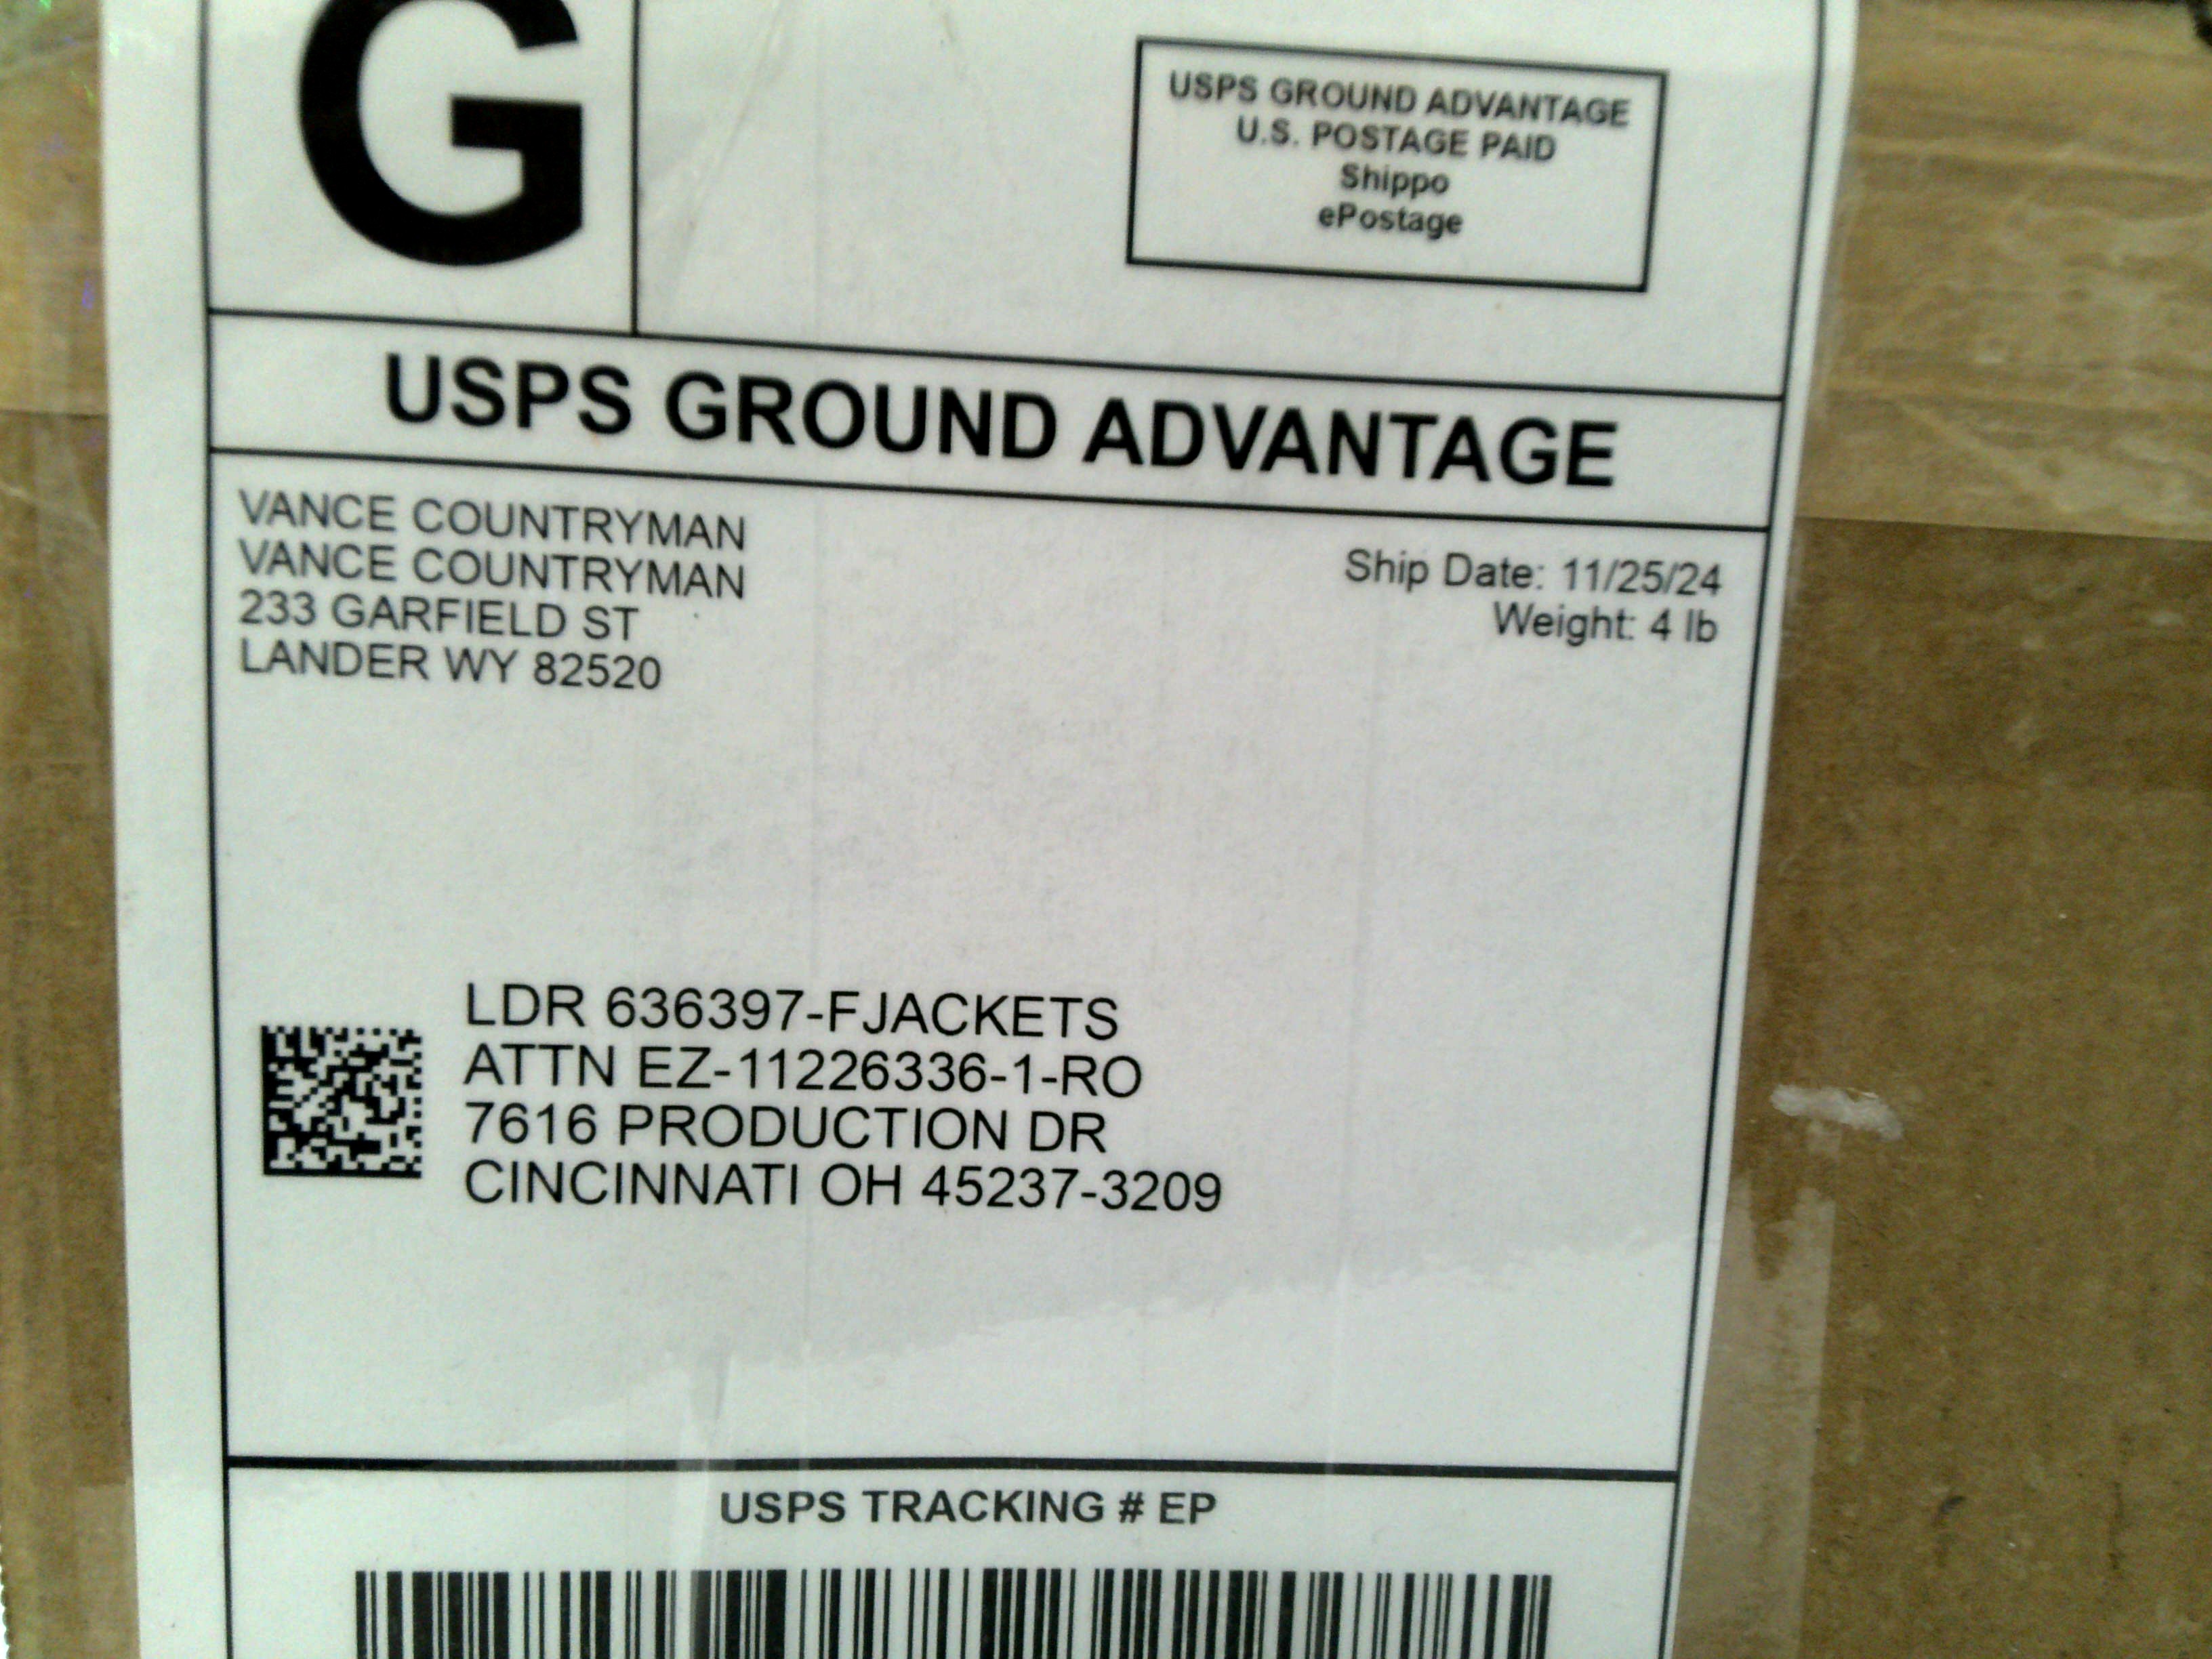 G
USPS GROUND ADVANTAGE
U.S. POSTAGE PAID
Shippo
ePostage
USPS GROUND ADVANTAGE
VANCE COUNTRYMAN
VANCE COUNTRYMAN
233 GARFIELD ST
LANDER WY 82520
Ship Date: 11/25/24
Weight: 4 lb
LDR 636397-FJACKETS
ATTN EZ-11226336-1-RO
7616 PRODUCTION DR
CINCINNATI OH 45237-3209
USPS TRACKING # EP